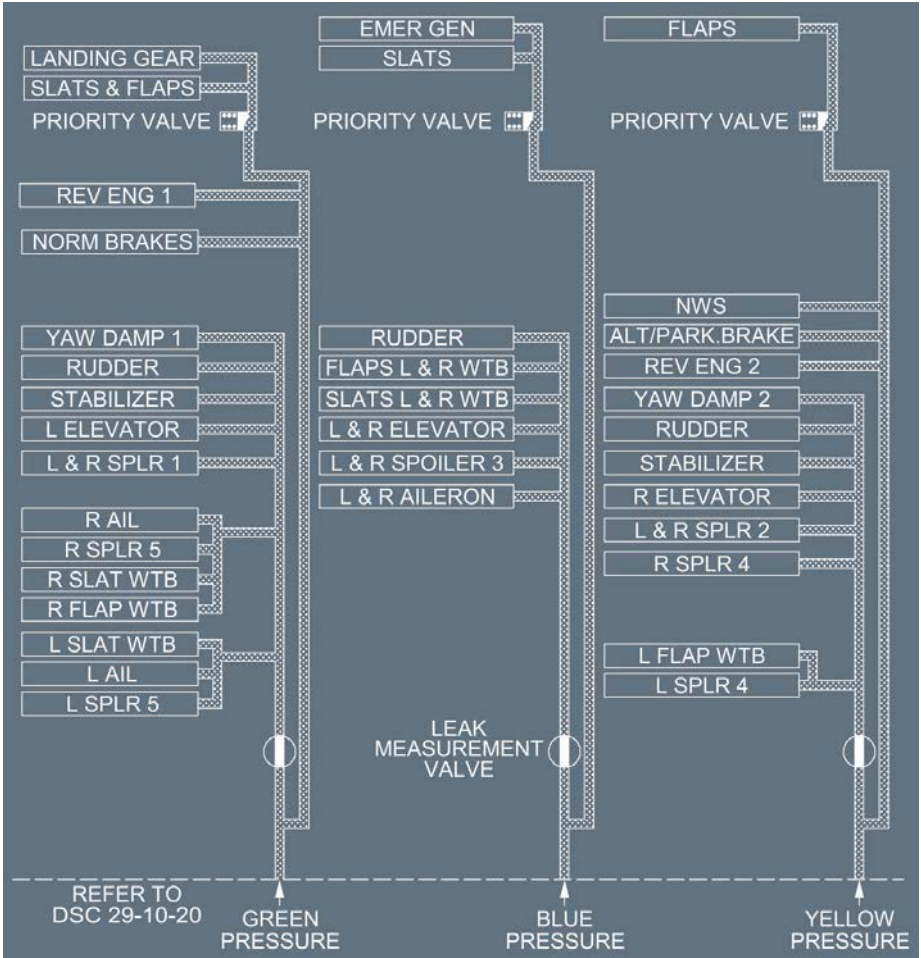 LANDING GEAR
SLATS & FLAPS
PRIORITY VALVE
REV ENG 1
NORM BRAKES
YAW DAMP 1
RUDDER
STABILIZER
L ELEVATOR
L & R SPLR 1
R AIL
R SPLR 5
R SLAT WTB
R FLAP WTB
L SLAT WTB
L AIL
L SPLR 5
REFER TO
DSC 29-10-20
GREEN
PRESSURE
EMER GEN
SLATS
PRIORITY VALVE
RUDDER
FLAPS L & R WTB
SLATS L & R WTB
L & R ELEVATOR
L & R SPOILER 3
L & R AILERON
LEAK
MEASUREMENT
VALVE
BLUE
PRESSURE
FLAPS
PRIORITY VALVE
NWS
ALT/PARK.BRAKE
REV ENG 2
YAW DAMP 2
RUDDER
STABILIZER
R ELEVATOR
L & R SPLR 2
R SPLR 4
L FLAP WTB
L SPLR 4
YELLOW
PRESSURE